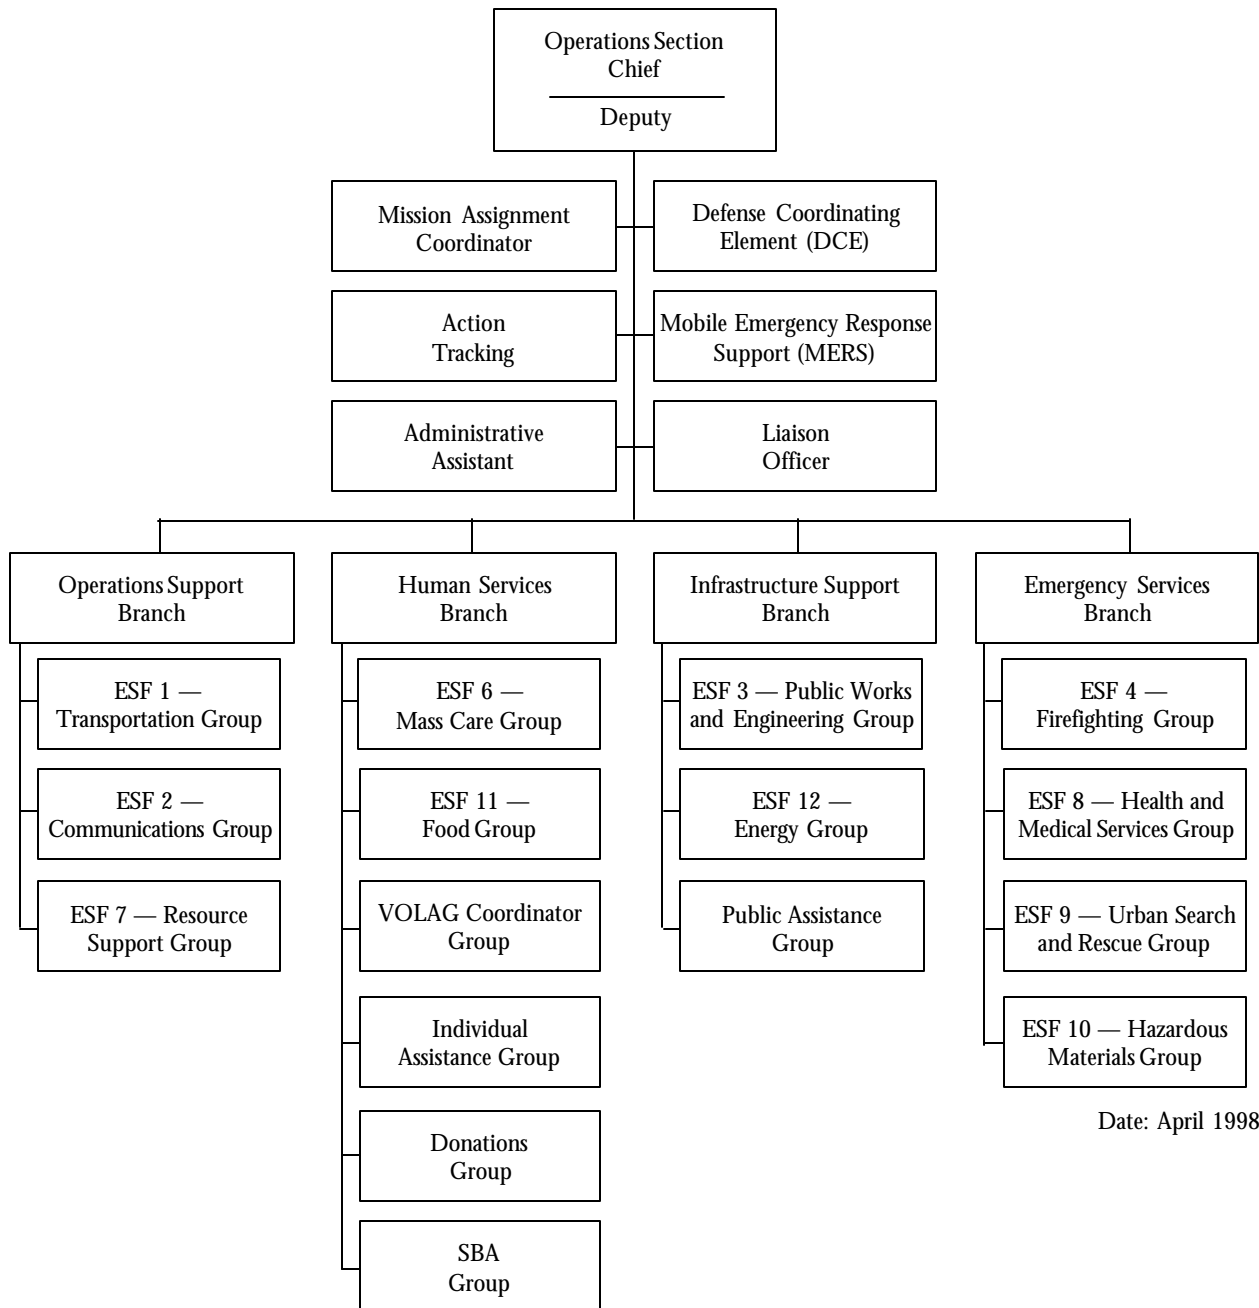 Operations Section
Chief
Deputy
Mission Assignment
Coordinator
Defense Coordinating
Element (DCE)
Action
Tracking
Mobile Emergency Response
Support (MERS)
Administrative
Assistant
Liaison
Officer
Operations Support
Branch
ESF 1 —
Transportation Group
ESF 2 —
Communications Group
ESF 7 — Resource
Support Group
Human Services
Branch
ESF 6 —
Mass Care Group
ESF 11 —
Food Group
VOLAG Coordinator
Group
Individual
Assistance Group
Donations
Group
SBA
Group
Infrastructure Support
Branch
ESF 3 — Public Works
and Engineering Group
ESF 12 —
Energy Group
Public Assistance
Group
Emergency Services
Branch
ESF 4 —
Firefighting Group
ESF 8 — Health and
Medical Services Group
ESF 9 — Urban Search
and Rescue Group
ESF 10 — Hazardous
Materials Group
Date: April 1998